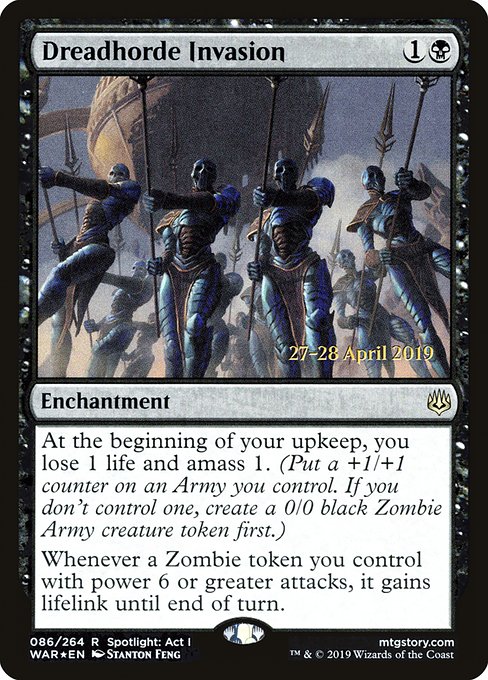 Dreadhorde Invasion 1
27–28 April 2019
Enchantment
At the beginning of your upkeep, you
lose 1 life and amass 1. (Put a +1/+1
counter on an Army you control. If you
don't control one, create a 0/0 black Zombie
Army creature token first.)
Whenever a Zombie token you control
with power 6 or greater attacks, it gains
lifelink until end of turn.
086/264 R Spotlight: Act I
mtgstory.com
WAR★EN Stanton Feng
™ & © 2019 Wizards of the Coast